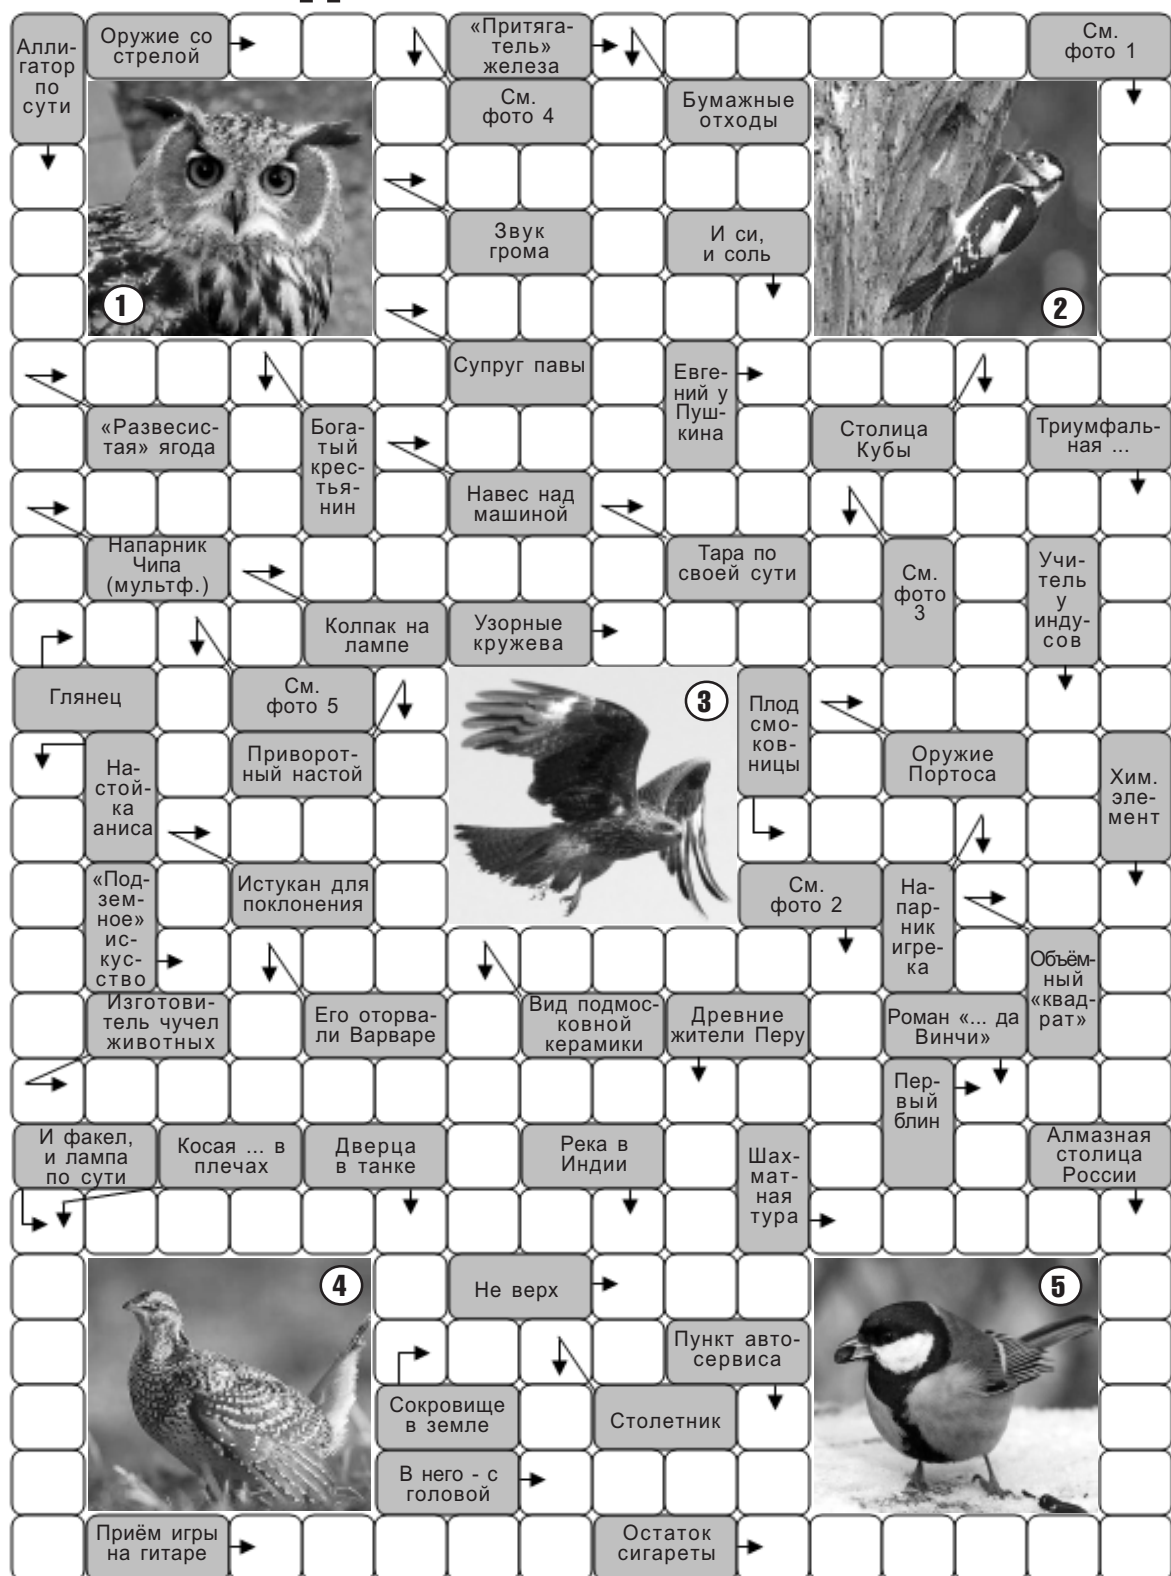 Алли-
гатор
по
сути
Оружие со
стрелой
«Притяга-
тель»
железа
См.
фото 1
См.
фото 4
Бумажные
отходы
Звук
грома
И си,
и соль
1
2
Супруг павы
Евге-
ний у
Пуш-
кина
«Развесис-
тая» ягода
Бога-
тый
крес-
тья-
нин
Столица
Кубы
Триумфаль-
ная ...
Навес над
машиной
Напарник
Чипа
(мультф.)
Тара по
своей сути
См.
фото
3
Учи-
тель
у
инду-
сов
Колпак на
лампе
Узорные
кружева
Глянец
См.
фото 5
3
Плод
смо-
ков-
ницы
На-
стой-
ка
аниса
Приворот-
ный настой
Оружие
Портоса
Хим.
эле-
мент
«Под-
зем-
ное»
ис-
кус-
ство
Истукан для
поклонения
См.
фото 2
На-
пар-
ник
игре-
ка
Объём-
ный
«квад-
рат»
Изготови-
тель чучел
животных
Его оторва-
ли Варваре
Вид подмос-
ковной
керамики
Древние
жители Перу
Роман «... да
Винчи»
Пер-
вый
блин
И факел,
и лампа
по сути
Косая ... в
плечах
Дверца
в танке
Река в
Индии
Шах-
мат-
ная
тура
Алмазная
столица
России
4
Не верх
5
Пункт авто-
сервиса
Сокровище
в земле
Столетник
В него - с
головой
Приём игры
на гитаре
Остаток
сигареты